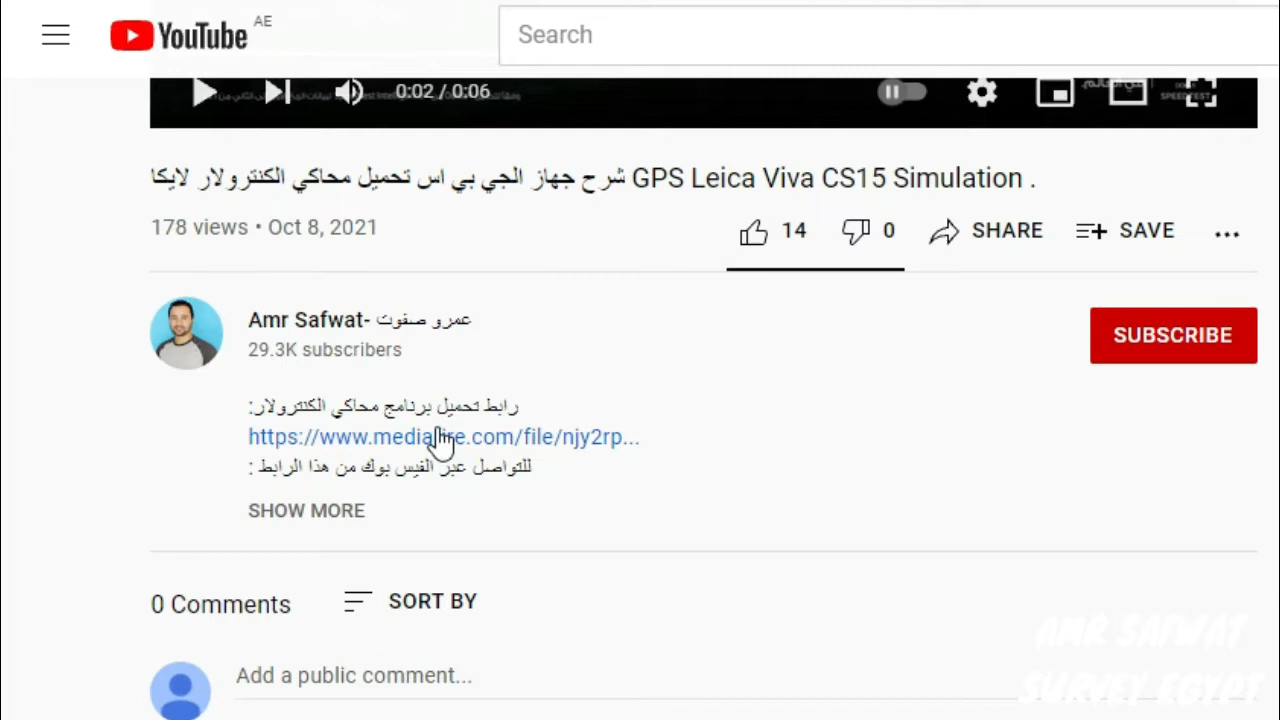 YouTube AE
Search
0:02 / 0:06
شرح جهاز الجي بي اس تحميل محاكي الكنترولار لايكا GPS Leica Viva CS15 Simulation .
178 views • Oct 8, 2021
14 0 SHARE SAVE ...
Amr Safwat- عمرو صفوت
29.3K subscribers
SUBSCRIBE
رابط تحميل برنامج محاكي الكنترولار:
https://www.mediafire.com/file/njy2rp...
للتواصل عبر الفيس بوك من هذا الرابط :
SHOW MORE
0 Comments SORT BY
Add a public comment...
AMR SAFWAT
SURVEY EGYPT